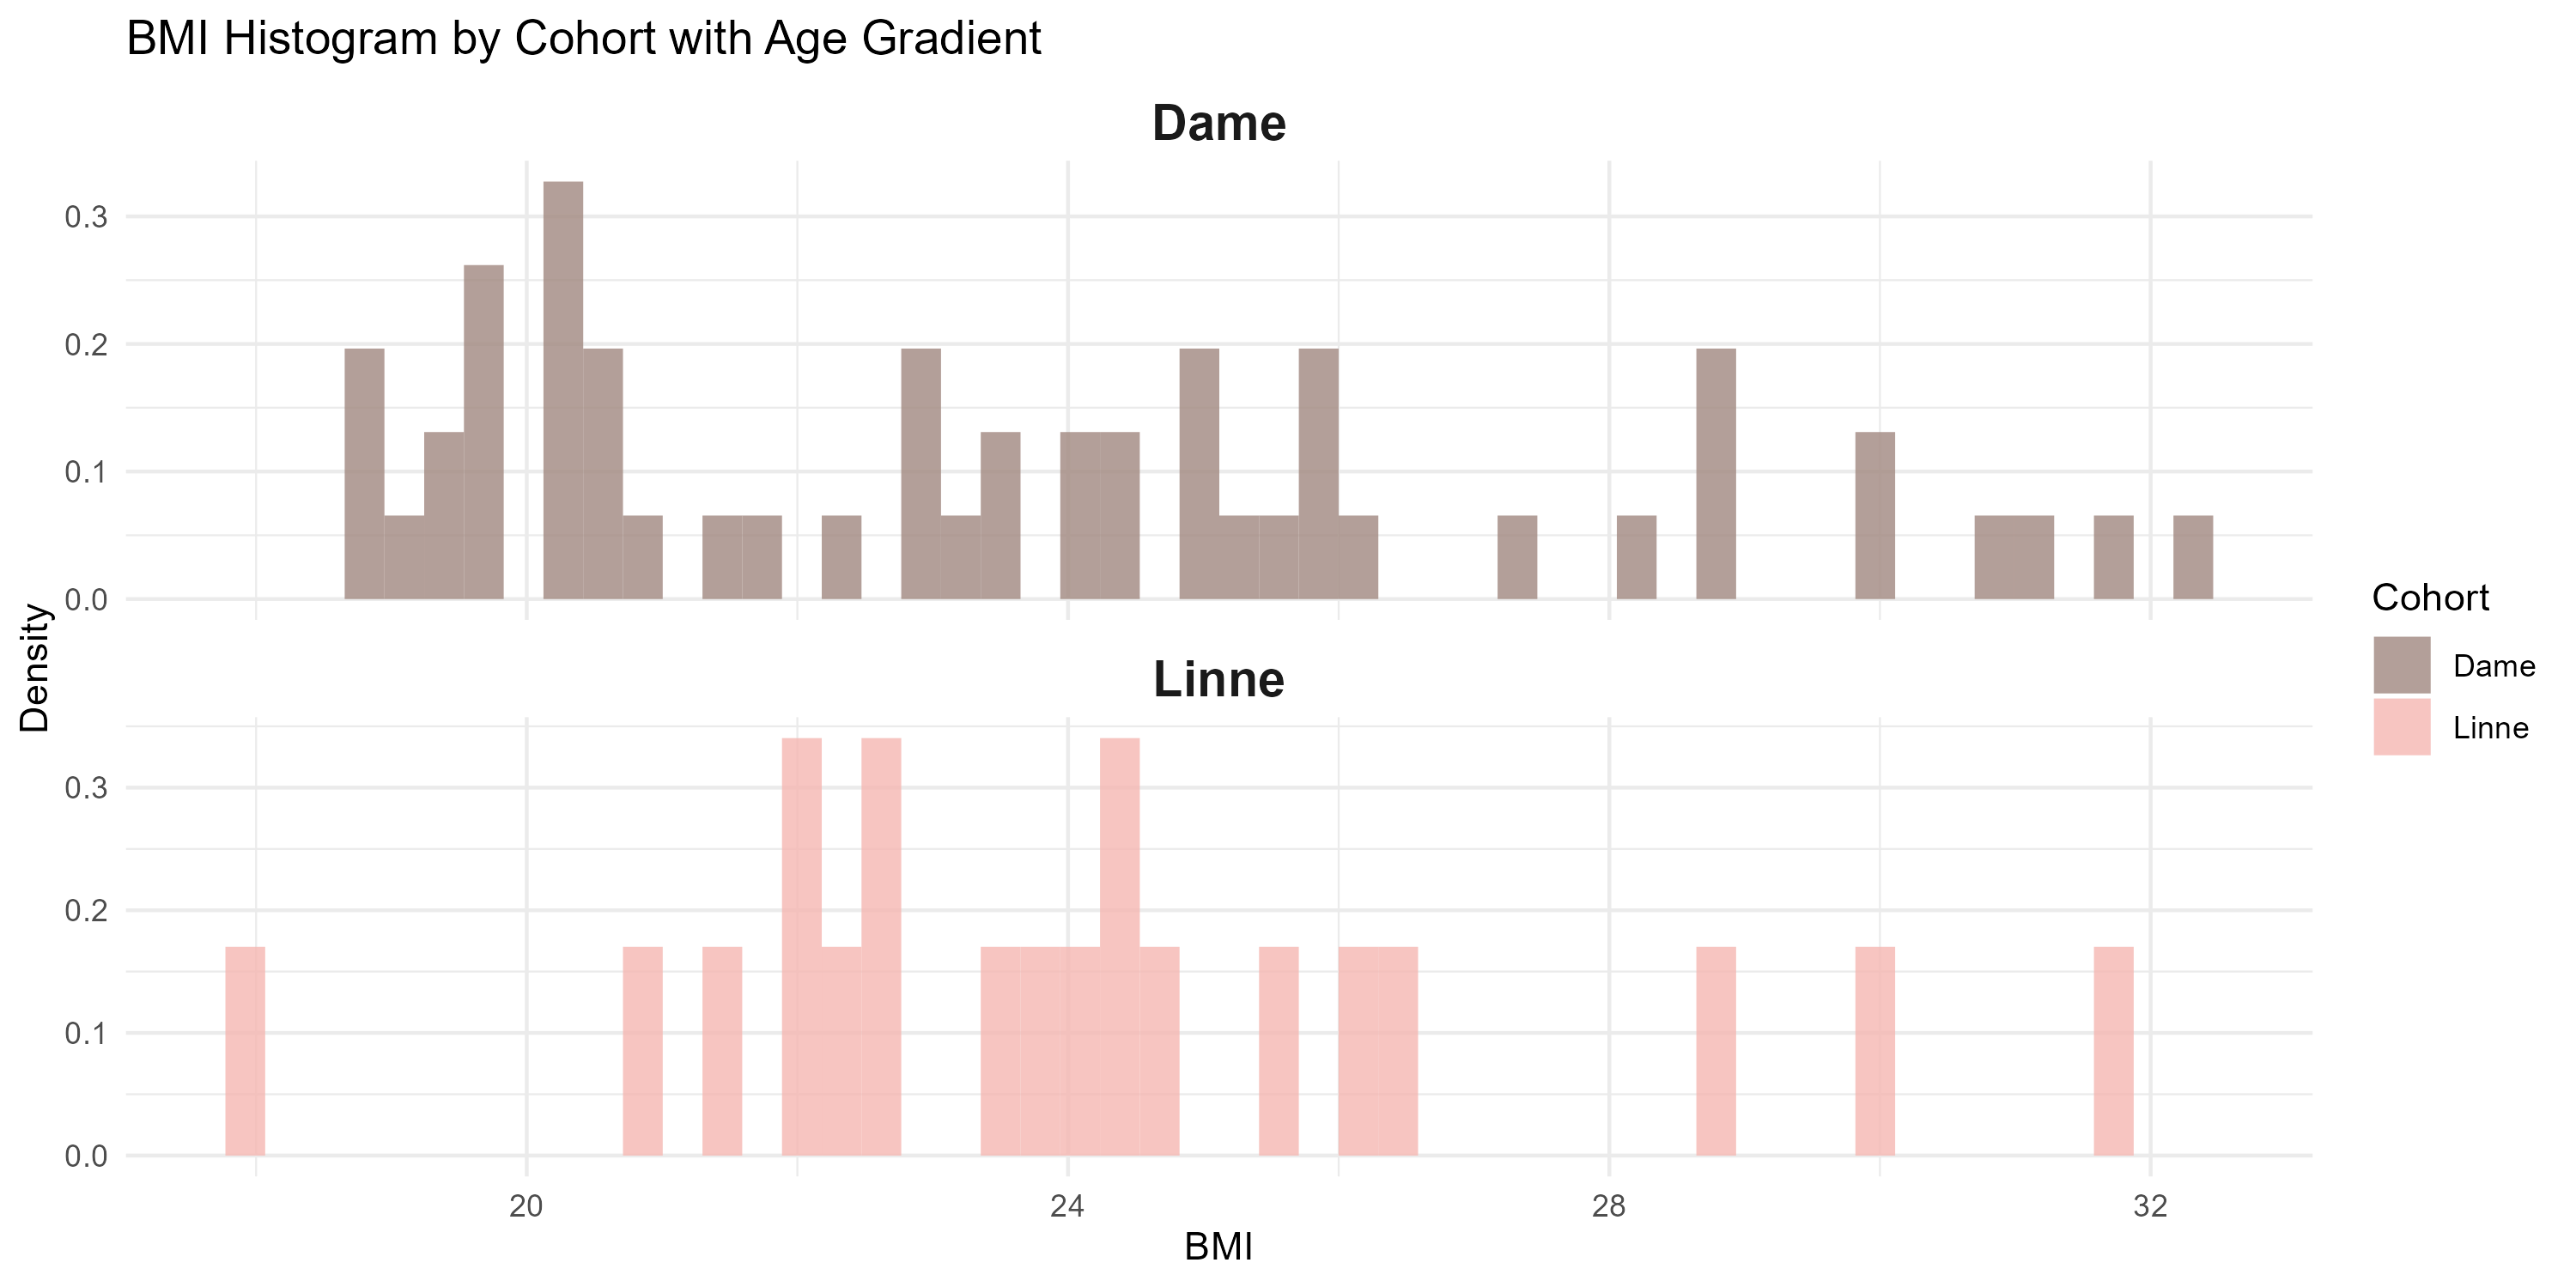 BMI Histogram by Cohort with Age Gradient
Dame
0.3
0.2
0.1
0.0
Density
Linne
0.3
0.2
0.1
0.0
20 24 28 32
BMI
Cohort
Dame
Linne